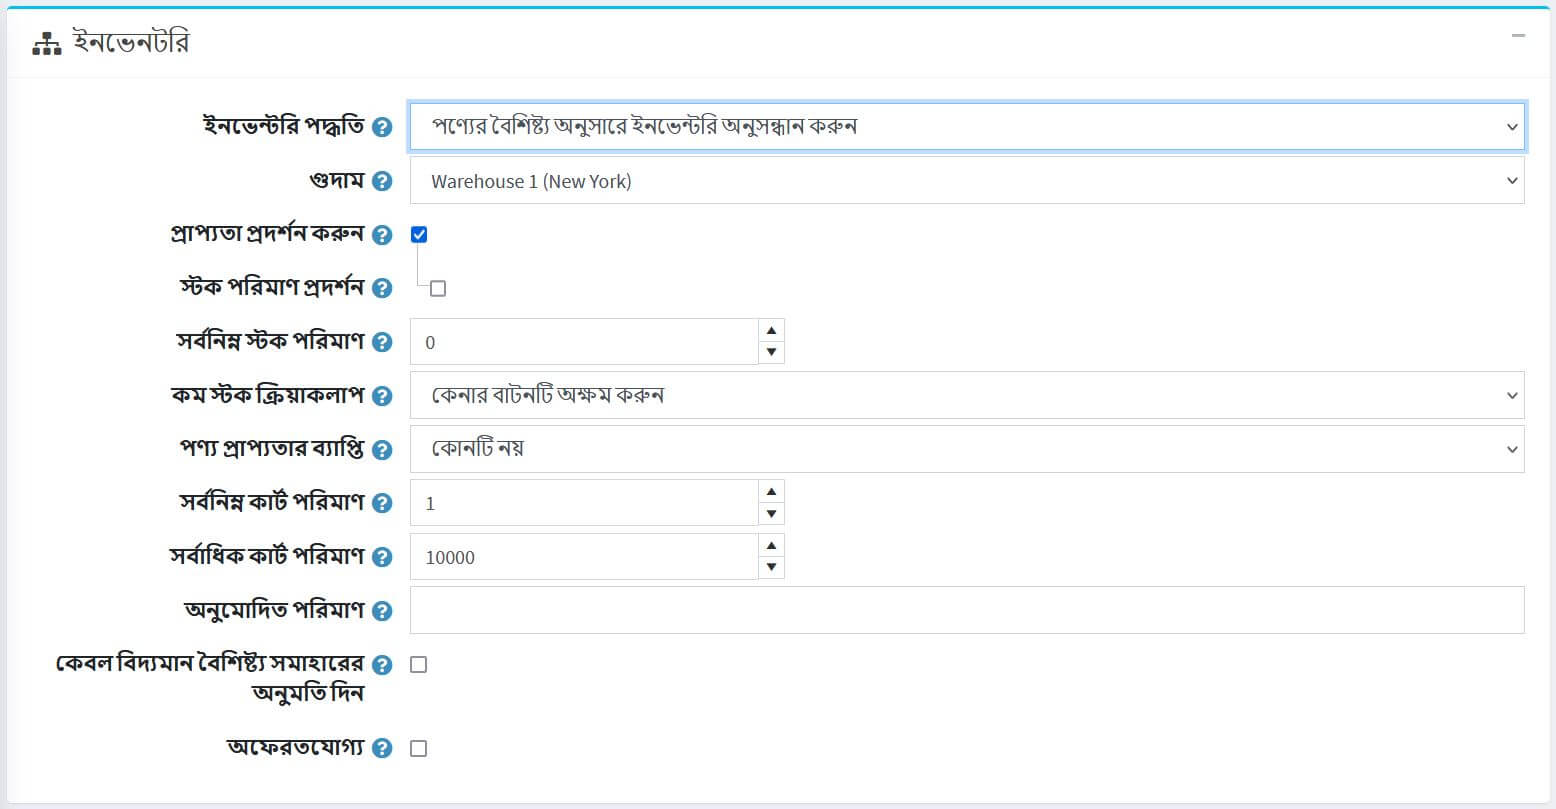 ইনভেনটরি
ইনভেন্টরি পদ্ধতি পণ্যের বৈশিষ্ট্য অনুসারে ইনভেন্টরি অনুসন্ধান করুন
গুদাম Warehouse 1 (New York)
প্রাপ্যতা প্রদর্শন করুন
স্টক পরিমাণ প্রদর্শন
সর্বনিম্ন স্টক পরিমাণ 0
কম স্টক ক্রিয়াকলাপ কেনার বাটনটি অক্ষম করুন
পণ্য প্রাপ্যতার ব্যাপ্তি কোনটি নয়
সর্বনিম্ন কার্ট পরিমাণ 1
সর্বাধিক কার্ট পরিমাণ 10000
অনুমোদিত পরিমাণ
কেবল বিদ্যমান বৈশিষ্ট্য সমাহারের
অনুমতি দিন
অফেরতযোগ্য